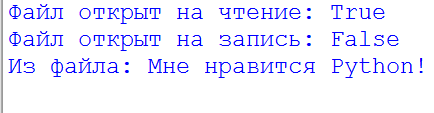 Файл открыт на чтение: True
Файл открыт на запись: False
Из файла: Мне нравится Python!